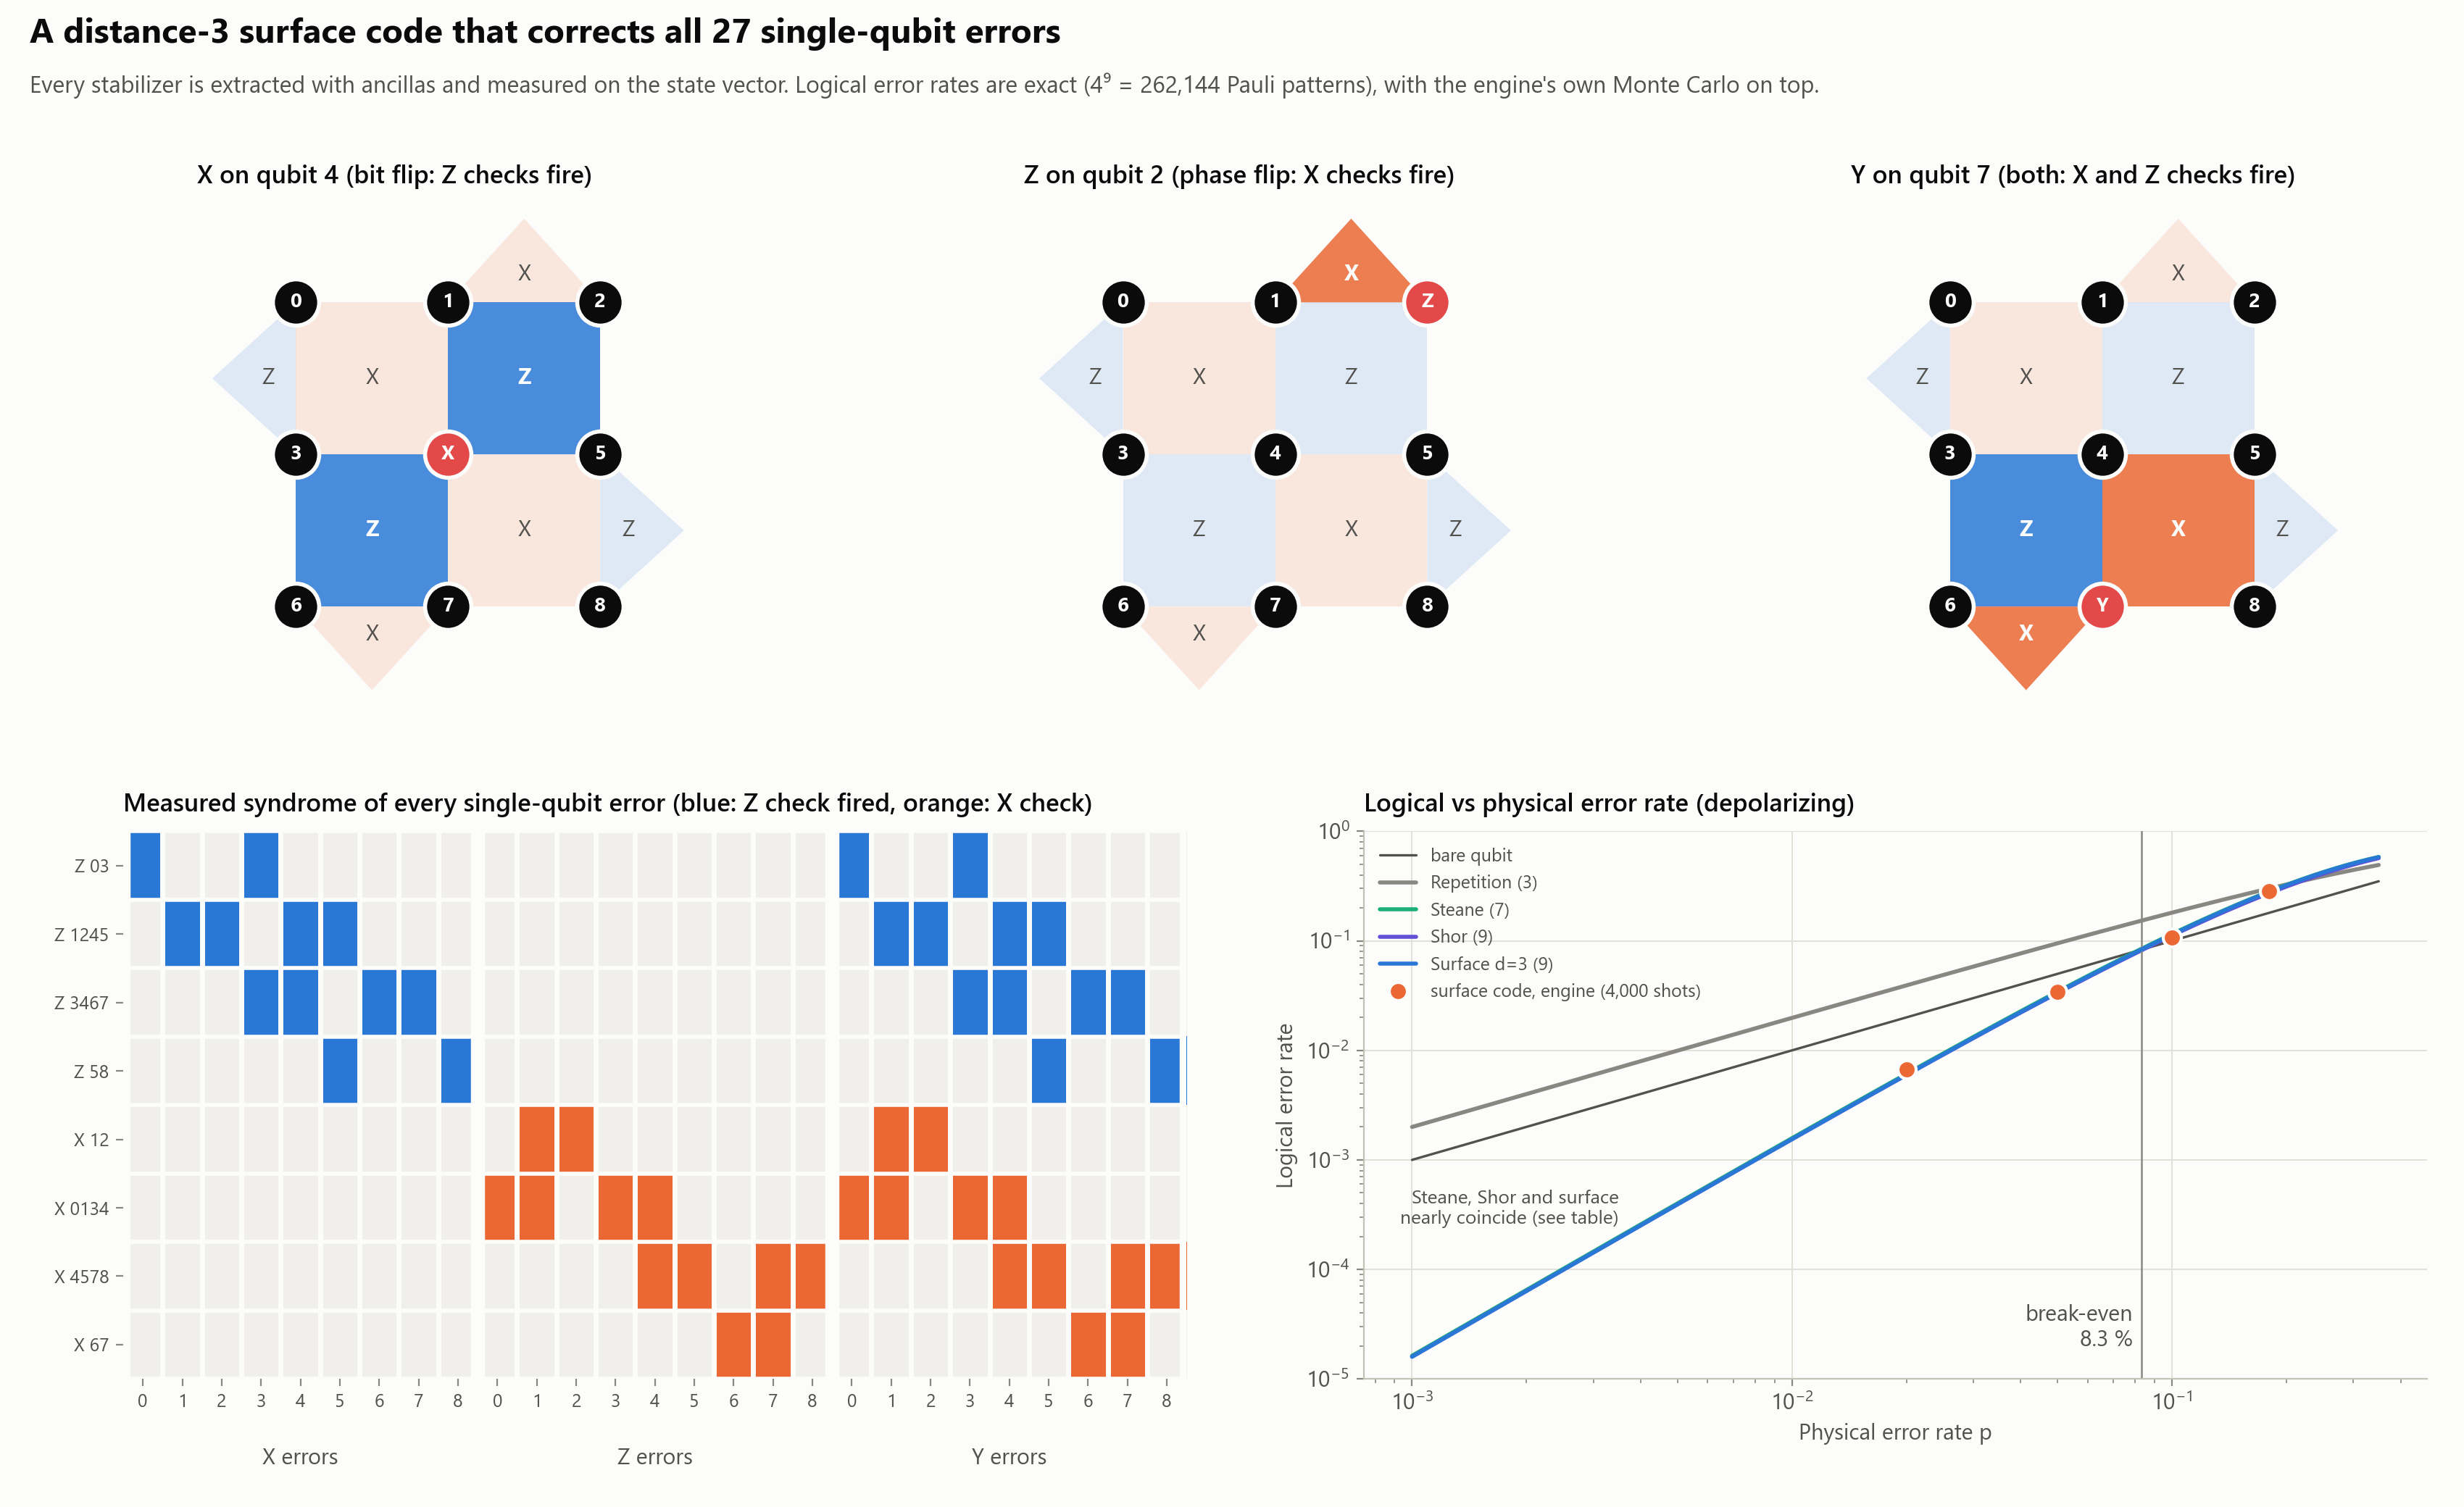 A distance-3 surface code that corrects all 27 single-qubit errors
Every stabilizer is extracted with ancillas and measured on the state vector. Logical error rates are exact (4⁹ = 262,144 Pauli patterns), with the engine's own Monte Carlo on top.
X on qubit 4 (bit flip: Z checks fire)
X
0 1 2
Z X Z
3 X 5
Z X Z
6 7 8
X
Z on qubit 2 (phase flip: X checks fire)
X
0 1 Z
Z X Z
3 4 5
Z X Z
6 7 8
X
Y on qubit 7 (both: X and Z checks fire)
X
0 1 2
Z X Z
3 4 5
Z X Z
6 Y 8
X
Measured syndrome of every single-qubit error (blue: Z check fired, orange: X check)
Z 03
Z 1245
Z 3467
Z 58
X 12
X 0134
X 4578
X 67
0 1 2 3 4 5 6 7 8 0 1 2 3 4 5 6 7 8 0 1 2 3 4 5 6 7 8
X errors Z errors Y errors
Logical vs physical error rate (depolarizing)
Logical error rate
10⁰
10⁻¹
10⁻²
10⁻³
10⁻⁴
10⁻⁵
bare qubit
Repetition (3)
Steane (7)
Shor (9)
Surface d=3 (9)
surface code, engine (4,000 shots)
Steane, Shor and surface
nearly coincide (see table)
break-even
8.3 %
10⁻³ 10⁻² 10⁻¹
Physical error rate p